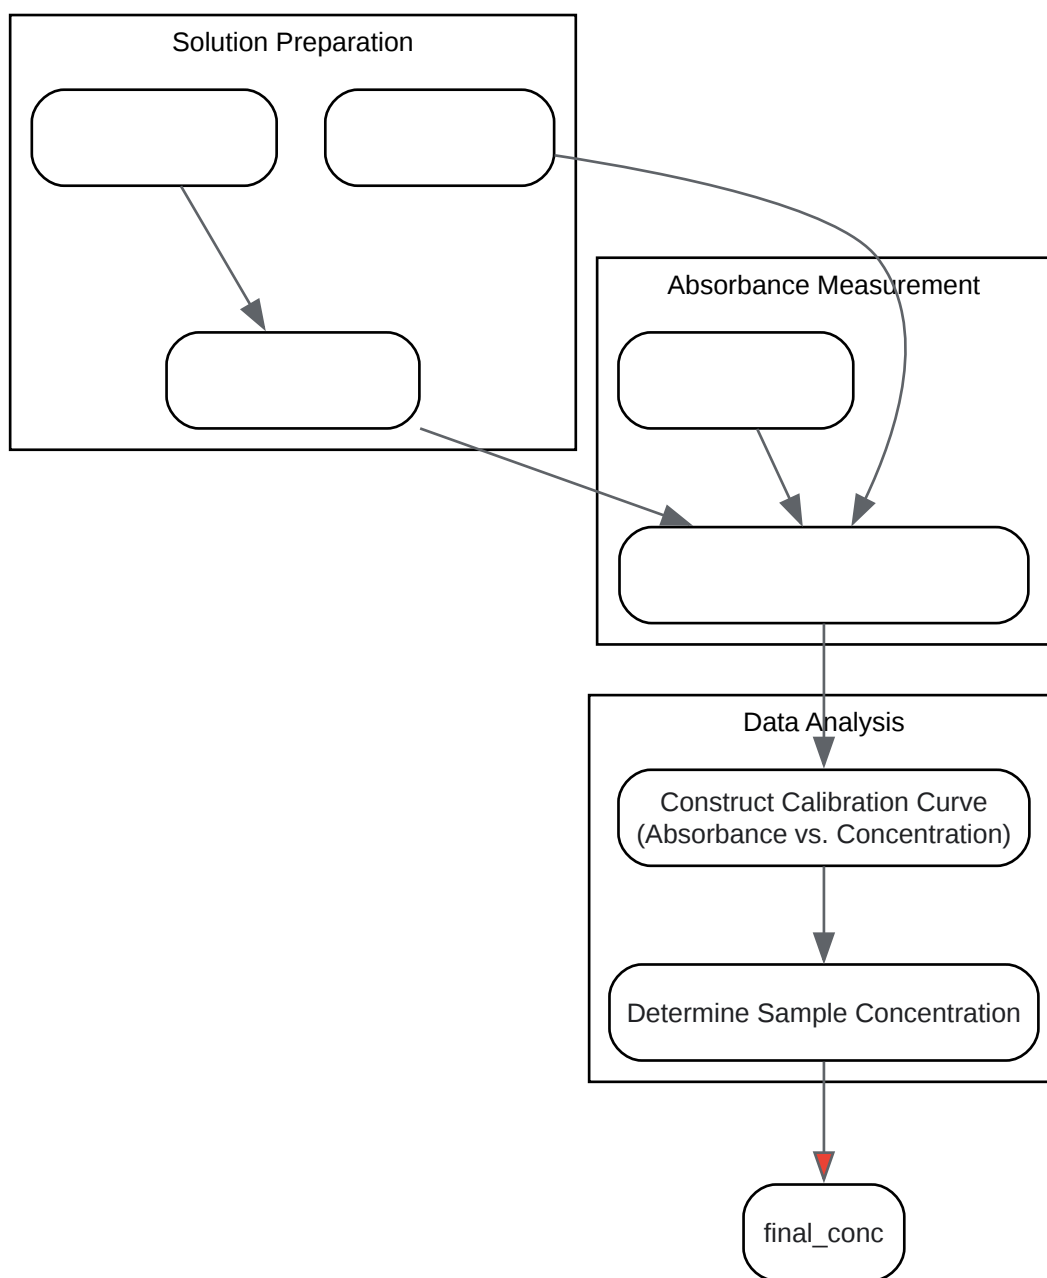 Solution Preparation
Absorbance Measurement
Data Analysis
Construct Calibration Curve
(Absorbance vs. Concentration)
Determine Sample Concentration
final_conc